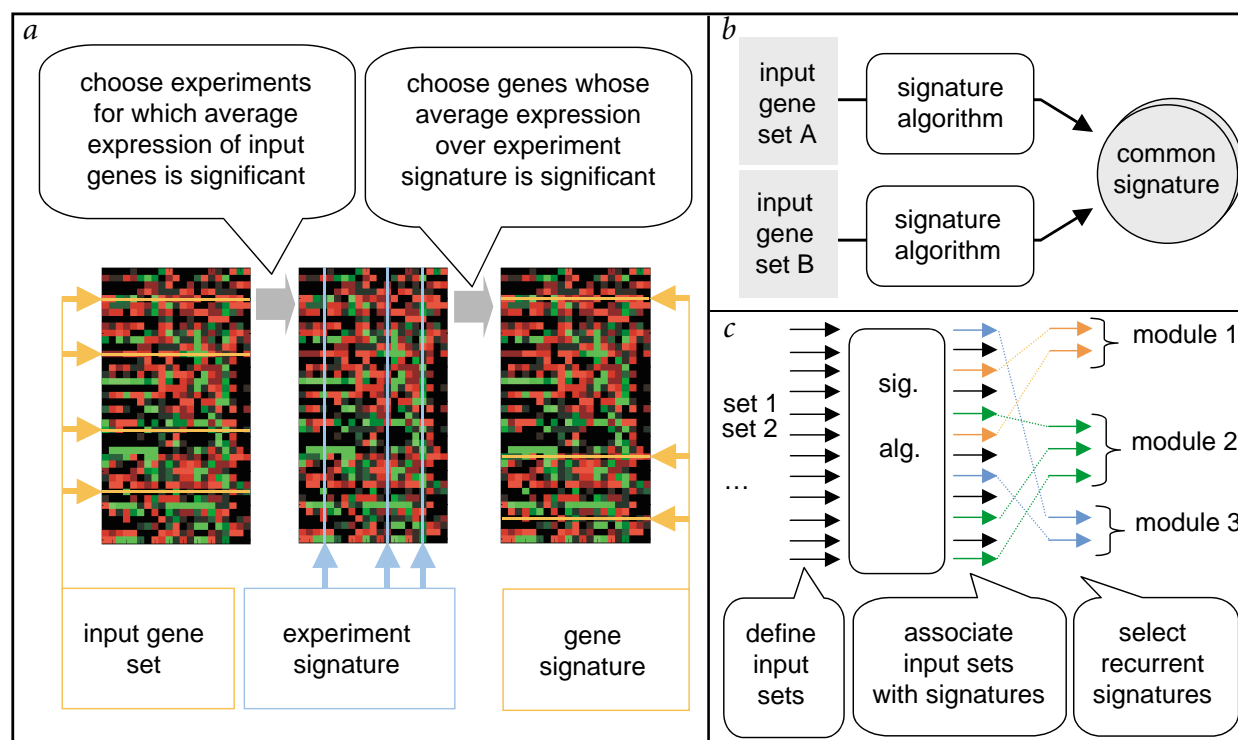 a
choose experiments
for which average
expression of input
genes is significant
choose genes whose
average expression
over experiment
signature is significant
input gene
set
experiment
signature
gene
signature
b
input
gene
set A
signature
algorithm
input
gene
set B
signature
algorithm
common
signature
c
set 1
set 2
...
sig.
alg.
module 1
module 2
module 3
define
input
sets
associate
input sets
with signatures
select
recurrent
signatures